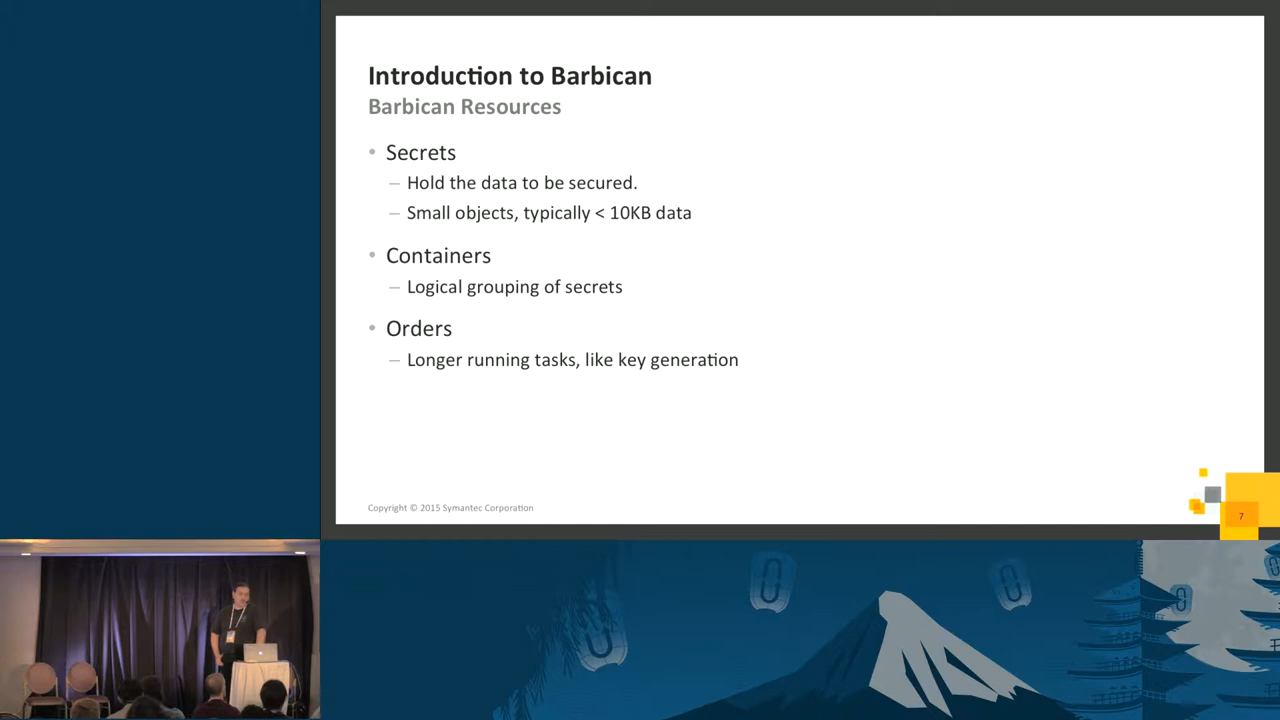 Introduction to Barbican
Barbican Resources
• Secrets
– Hold the data to be secured.
– Small objects, typically < 10KB data
• Containers
– Logical grouping of secrets
• Orders
– Longer running tasks, like key generation
Copyright © 2015 Symantec Corporation
7